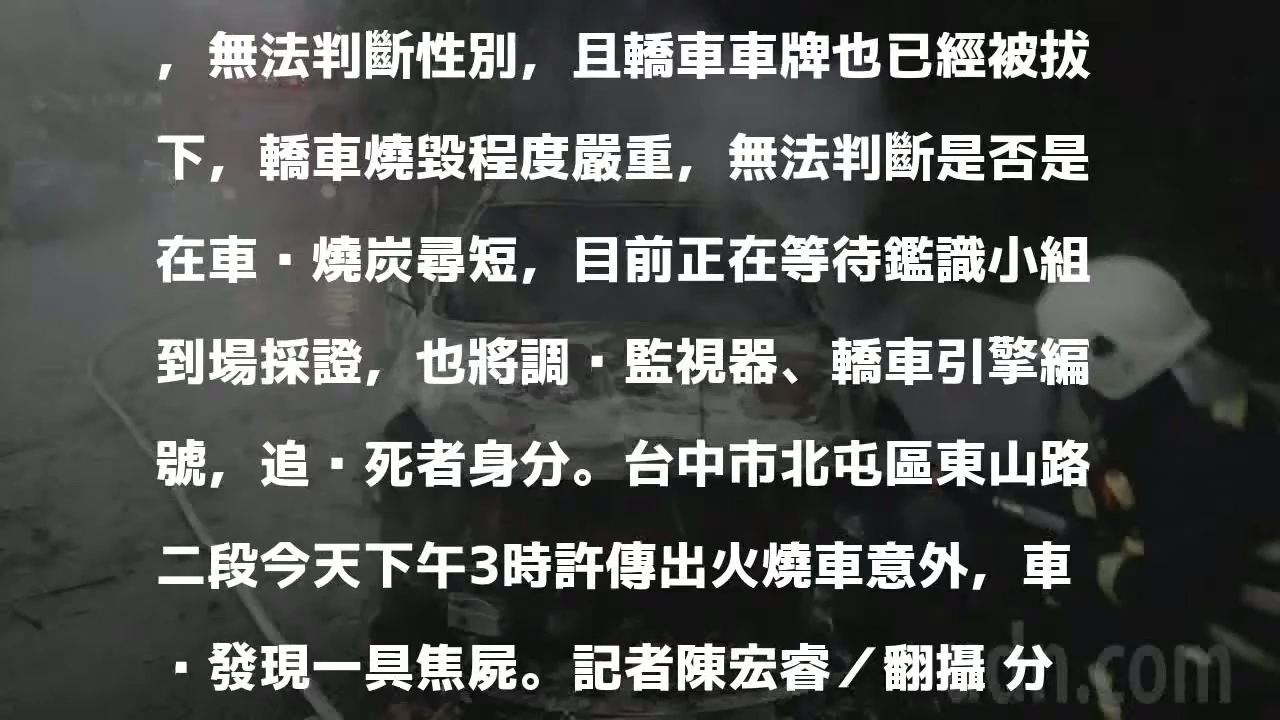 ，無法判斷性別，且轎車車牌也已經被拔
下，轎車燒毀程度嚴重，無法判斷是否是
在車·燒炭尋短，目前正在等待鑑識小組
到場採證，也將調·監視器、轎車引擎編
號，追·死者身分。台中市北屯區東山路
二段今天下午3時許傳出火燒車意外，車
·發現一具焦屍。記者陳宏睿／翻攝 分
udn.com